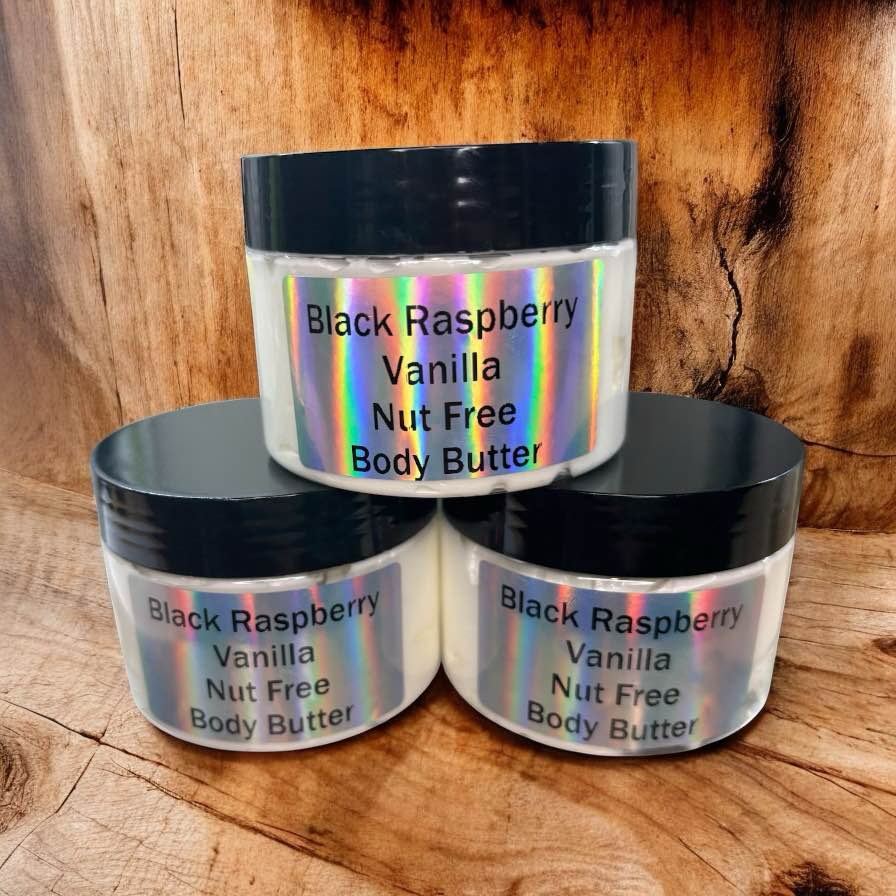 Black Raspberry
Vanilla
Nut Free
Body Butter
Black Raspberry
Vanilla
Nut Free
Body Butter
Black Raspberry
Vanilla
Nut Free
Body Butter